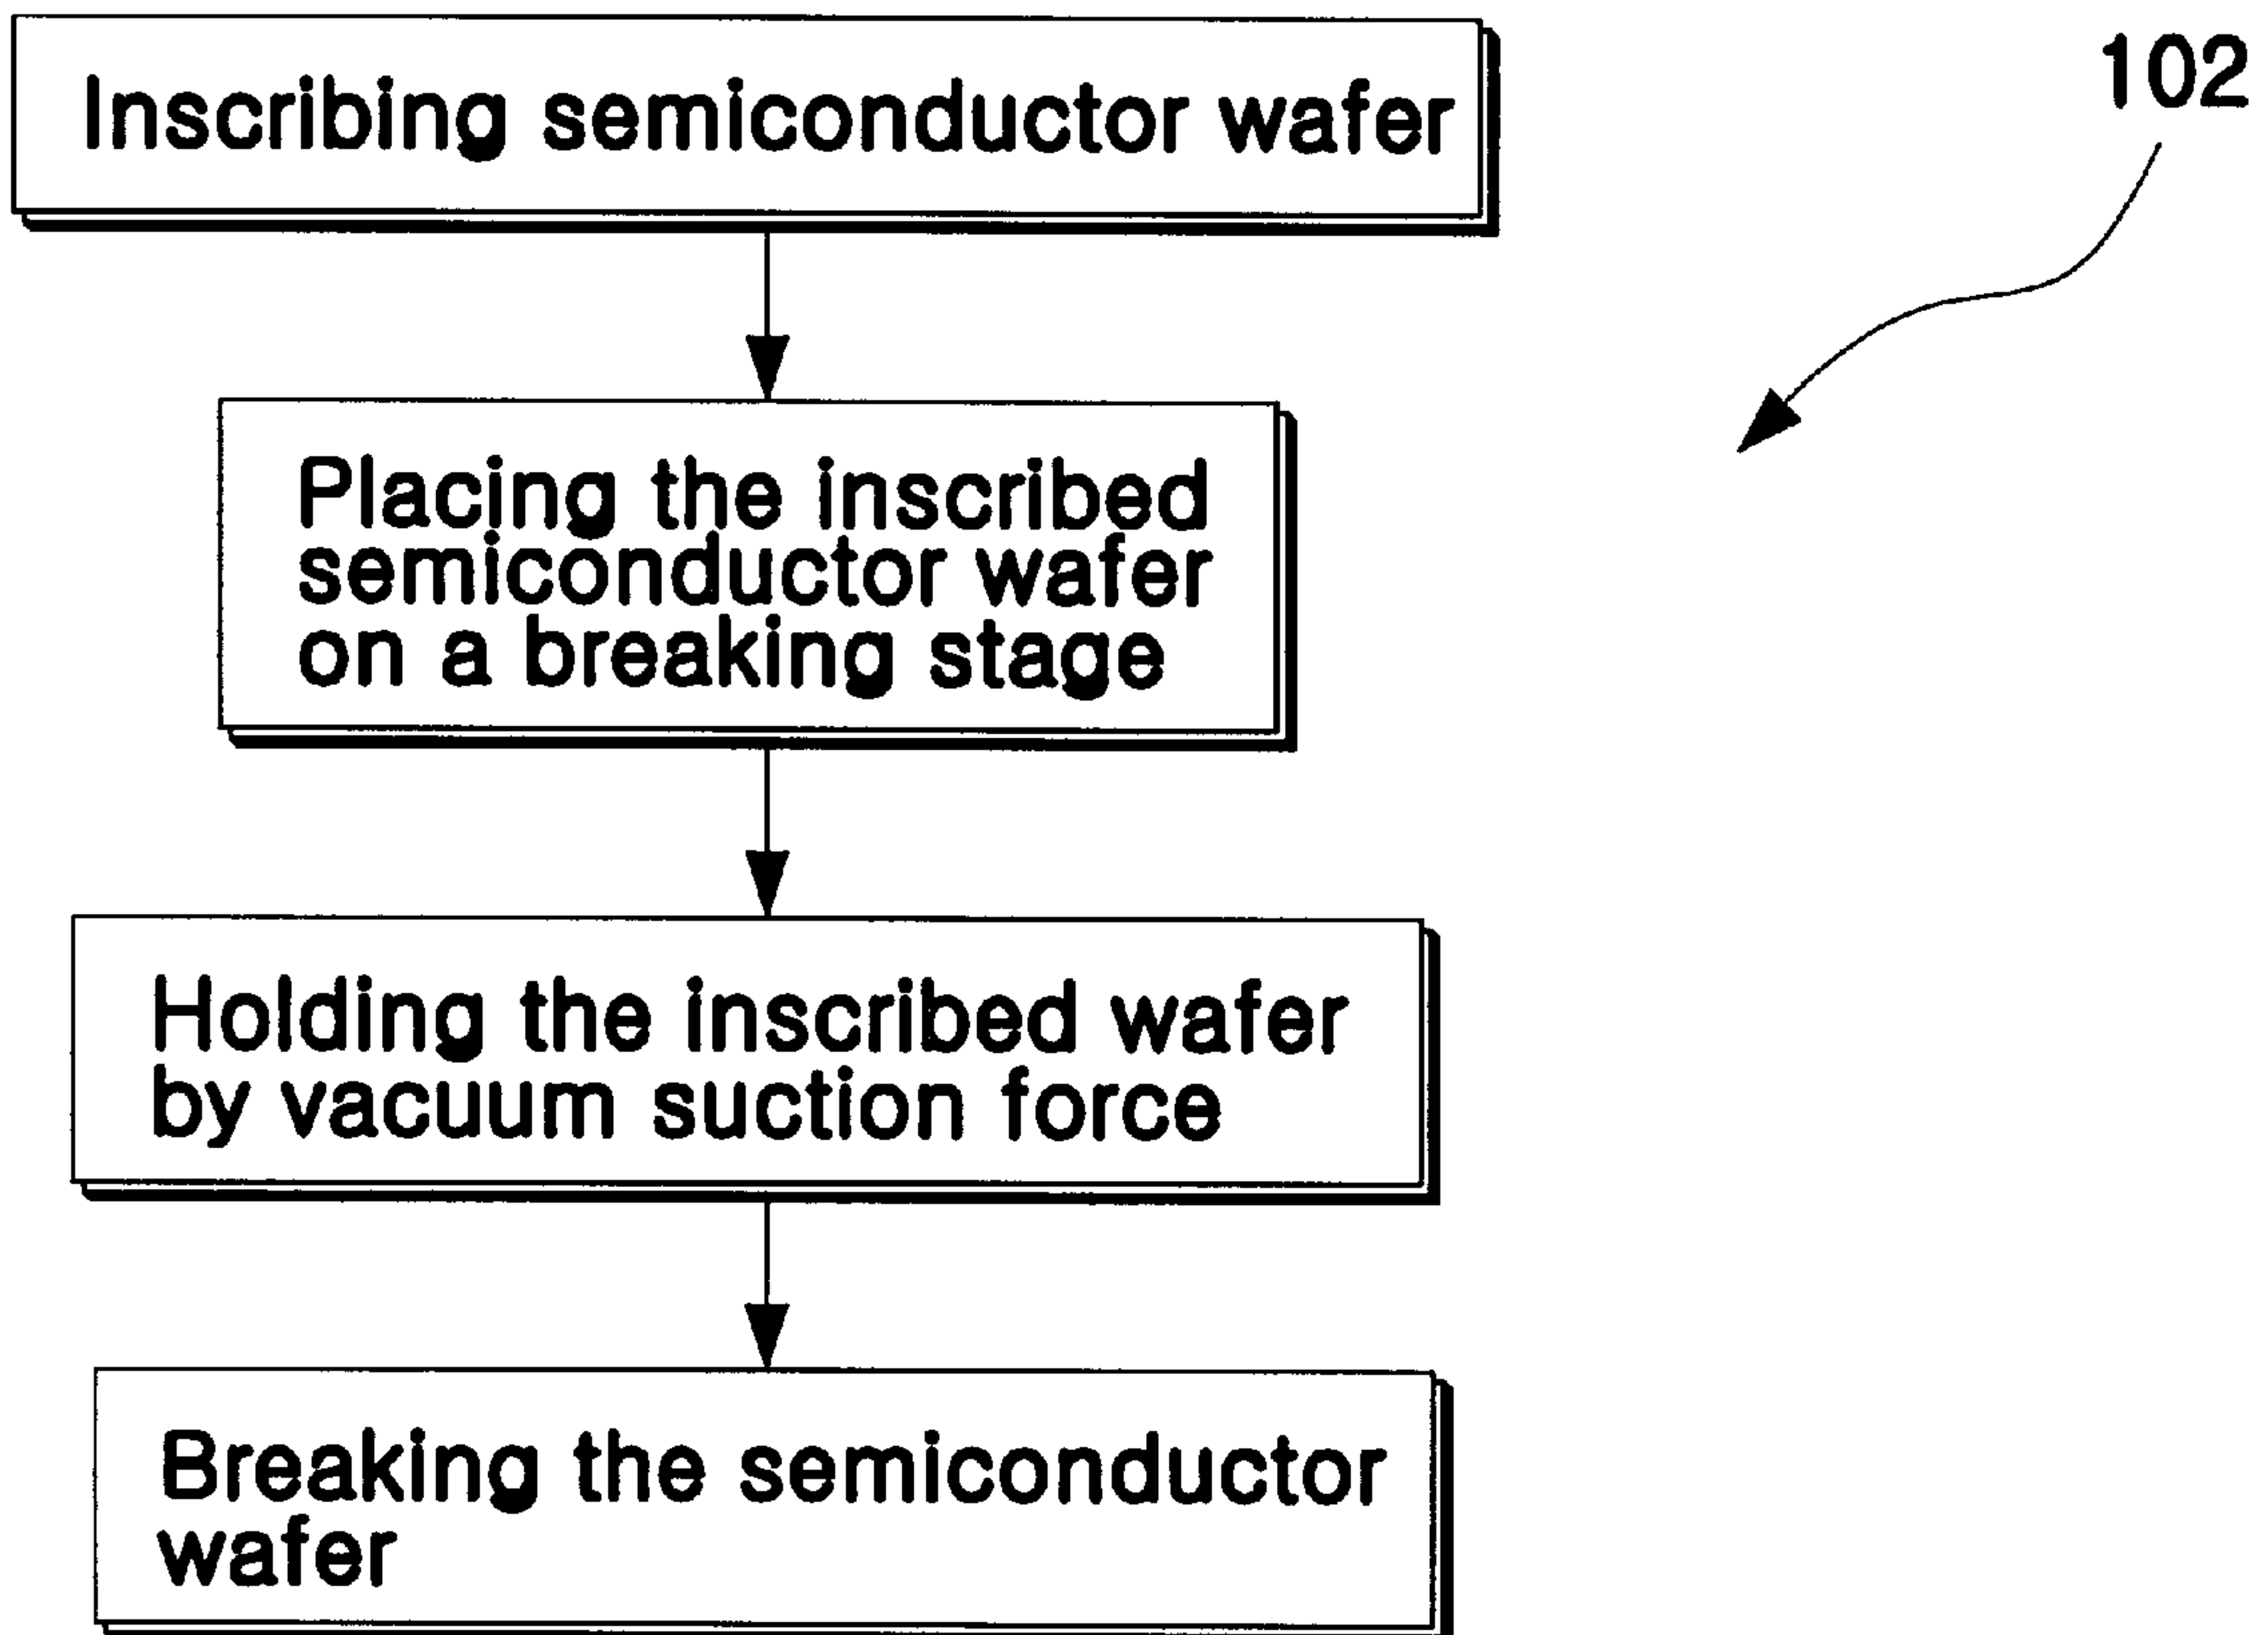 Inscribing semiconductor wafer
102
Placing the inscribed
semiconductor wafer
on a breaking stage
Holding the inscribed wafer
by vacuum suction force
Breaking the semiconductor
wafer